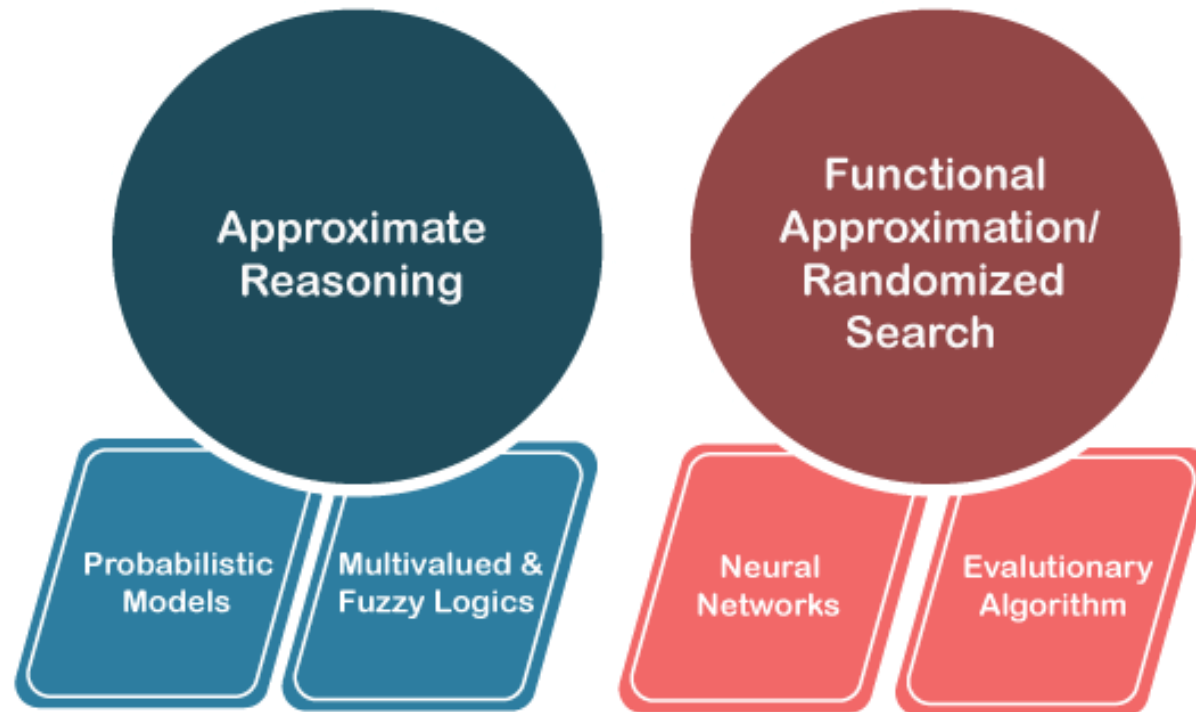 Approximate
Reasoning
Functional
Approximation/
Randomized
Search
Probabilistic
Models
Multivalued &
Fuzzy Logics
Neural
Networks
Evalutionary
Algorithm